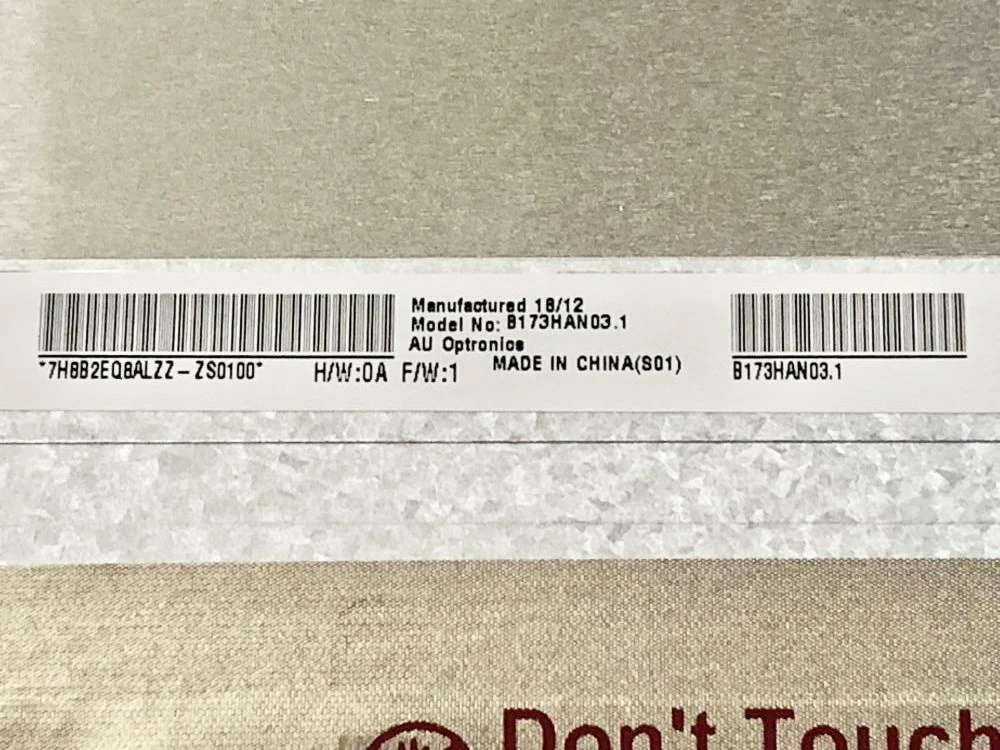 Manufactured 18/12
Model No: B173HAN03.1
AU Optronics
MADE IN CHINA(S01)
*7H8B2EQ8ALZZ-ZS0100* H/W:0A F/W:1
B173HAN03.1
Don't Touch